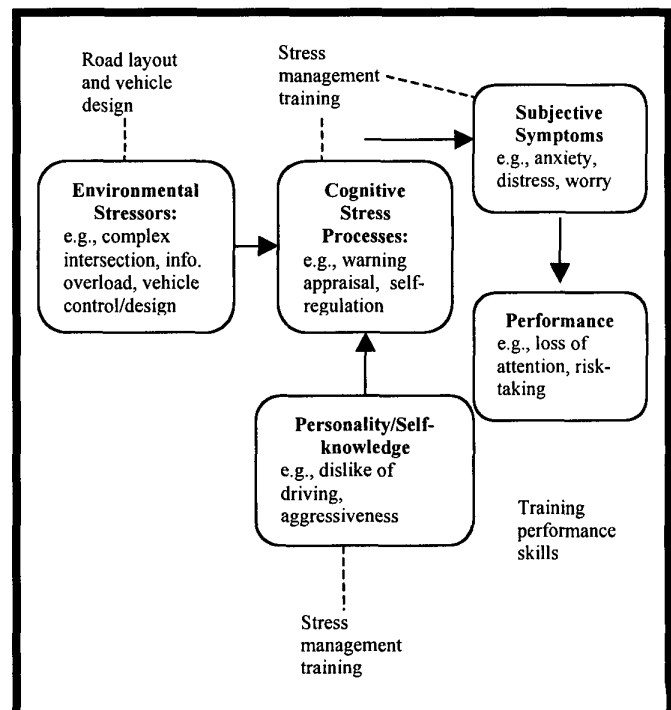 Road layout
and vehicle
design
Stress
management
training
Subjective
Symptoms
e.g., anxiety,
distress, worry
Environmental
Stressors:
e.g., complex
intersection, info.
overload, vehicle
control/design
Cognitive
Stress
Processes:
e.g., warning
appraisal, self-
regulation
Performance
e.g., loss of
attention, risk-
taking
Personality/Self-
knowledge
e.g., dislike of
driving,
aggressiveness
Training
performance
skills
Stress
management
training